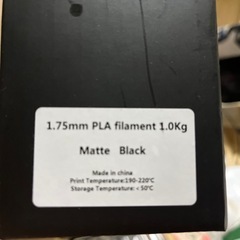 1.75mm PLA filament 1.0Kg
Matte Black
Made in china
Print Temperature:190-220℃
Storage Temperature:＜50℃